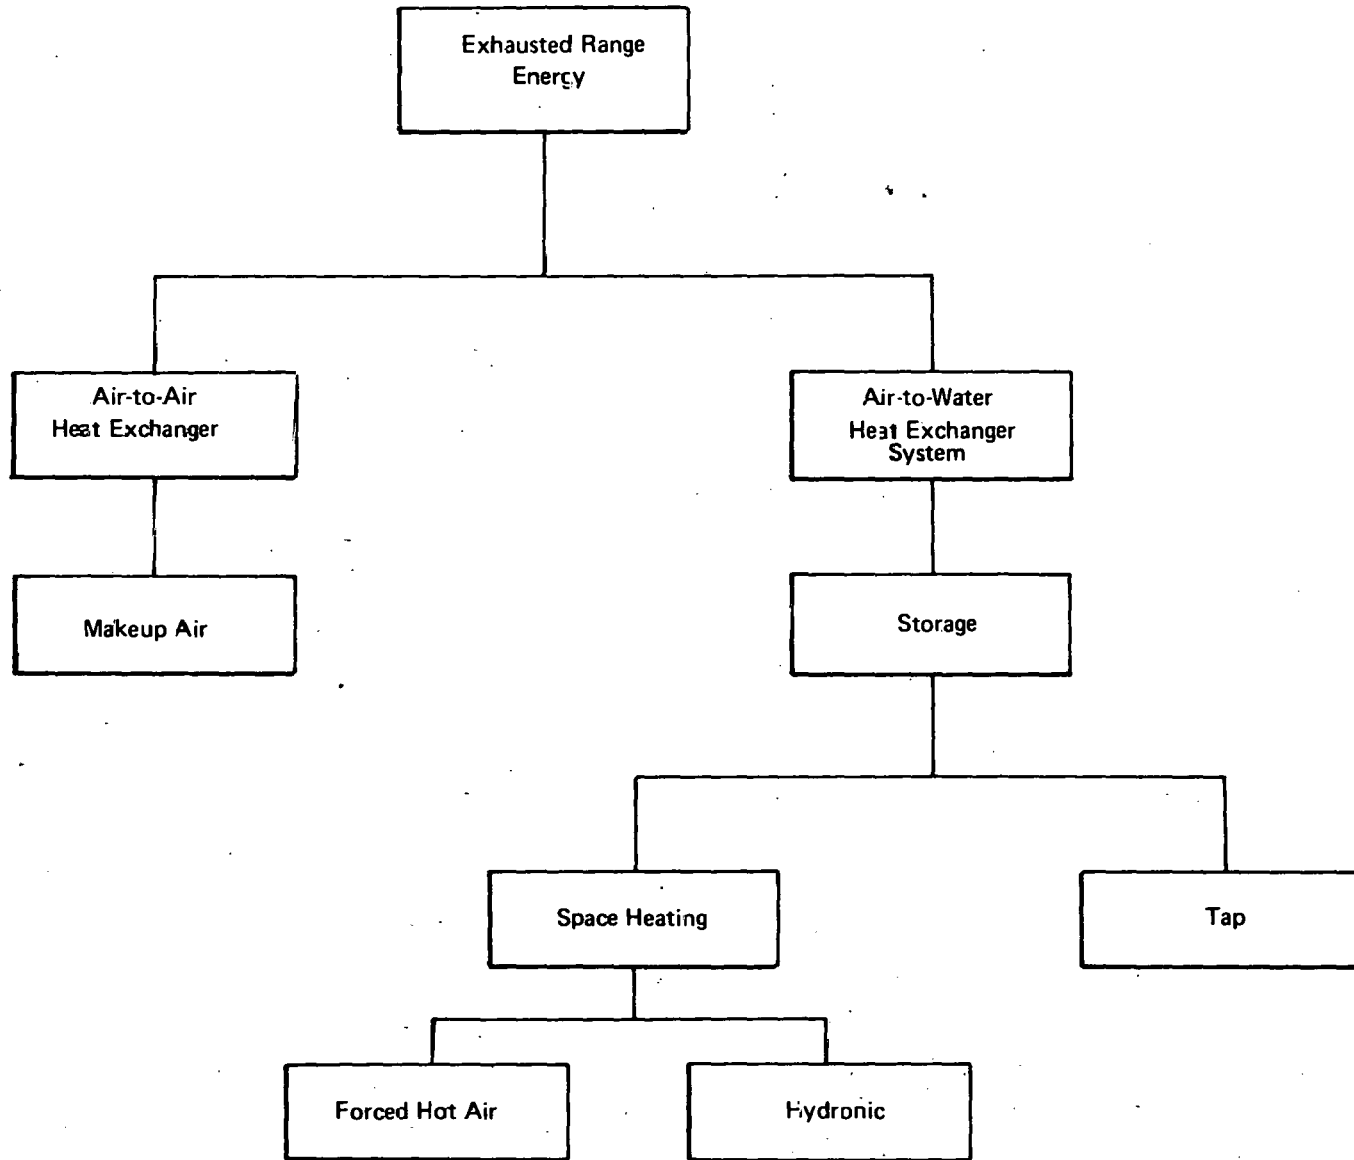 Exhausted Range
Energy
Air-to-Air
Heat Exchanger
Air-to-Water
Heat Exchanger
System
Makeup Air
Storage
Space Heating
Tap
Forced Hot Air
Hydronic